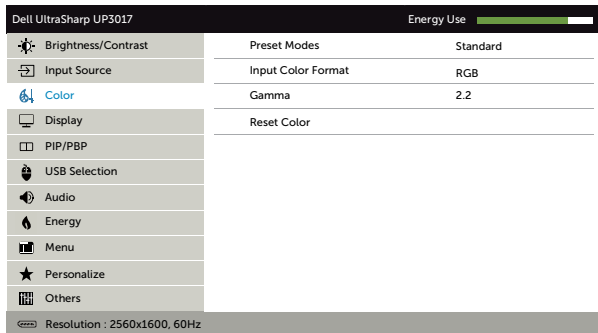 Dell UltraSharp UP3017 Energy Use
Brightness/Contrast Preset Modes Standard
Input Source Input Color Format RGB
Color Gamma 2.2
Display Reset Color
PIP/PBP
USB Selection
Audio
Energy
Menu
Personalize
Others
Resolution : 2560x1600, 60Hz